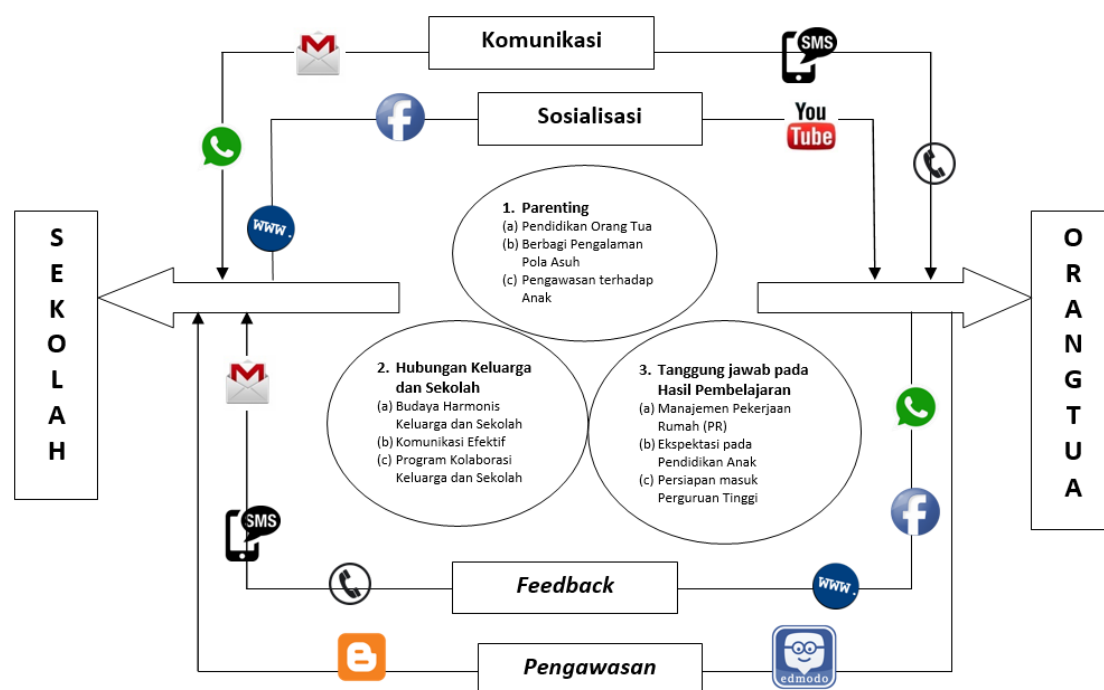 Komunikasi
SMS
Sosialisasi
You
Tube
www.
SEKOLAH
ORANGTUA
1. Parenting
(a) Pendidikan Orang Tua
(b) Berbagi Pengalaman
Pola Asuh
(c) Pengawasan terhadap
Anak
2. Hubungan Keluarga
dan Sekolah
(a) Budaya Harmonis
Keluarga dan Sekolah
(b) Komunikasi Efektif
(c) Program Kolaborasi
Keluarga dan Sekolah
3. Tanggung jawab pada
Hasil Pembelajaran
(a) Manajemen Pekerjaan
Rumah (PR)
(b) Ekspektasi pada
Pendidikan Anak
(c) Persiapan masuk
Perguruan Tinggi
SMS
Feedback
www.
Pengawasan
edmodo